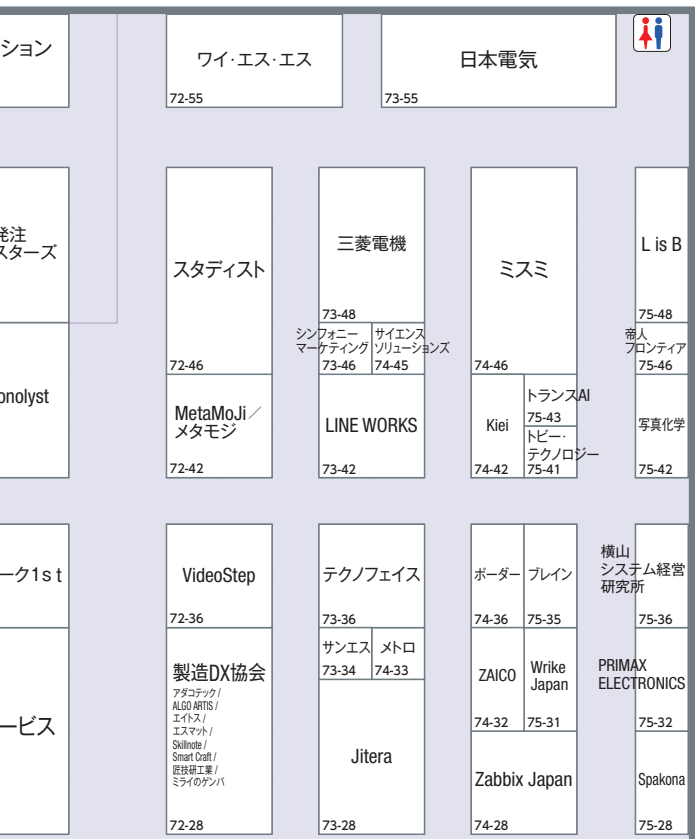 ション
ワイ・エス・エス
72-55
日本電気
73-55
発注
スターズ
スタディスト
72-46
三菱電機
73-48
シンフォニー
マーケティング
73-46
サイエンス
ソリューションズ
74-45
ミスミ
74-46
L is B
75-48
帝人
フロンティア
75-46
onolyst
MetaMoJi／
メタモジ
72-42
LINE WORKS
73-42
Kiei
74-42
トランスAI
75-43
トビー・
テクノロジー
75-41
写真化学
75-42
ーク1st
VideoStep
72-36
テクノフェイス
73-36
ボーダー
74-36
ブレイン
75-35
横山
システム経営
研究所
75-36
サンエス
73-34
メトロ
74-33
ービス
製造DX協会
アダコテック /
ALGO ARTIS /
エイトス /
エスマット /
Skillnote /
Smart Craft /
匠技研工業 /
ミライのゲンバ
72-28
Jitera
73-28
ZAICO
74-32
Wrike
Japan
75-31
PRIMAX
ELECTRONICS
75-32
Zabbix Japan
74-28
Spakona
75-28